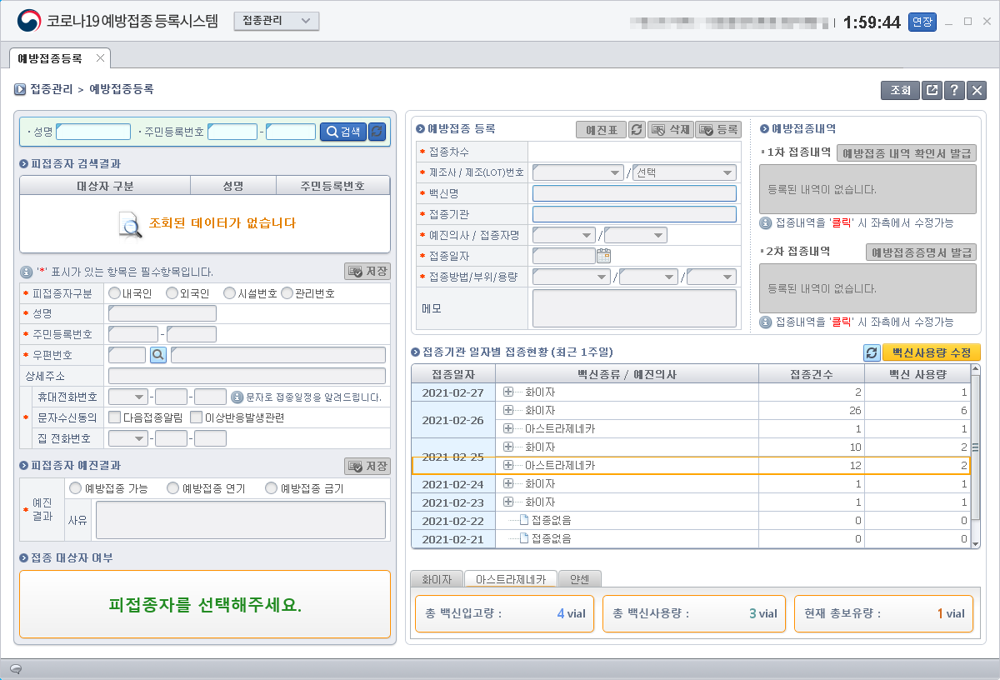 코로나19 예방접종 등록시스템 접종관리 1:59:44 연장
예방접종등록
접종관리 > 예방접종등록 조회
· 성명 · 주민등록번호 - 검색
피접종자 검색결과
대상자 구분 성명 주민등록번호
조회된 데이터가 없습니다
'*' 표시가 있는 항목은 필수항목입니다. 저장
* 피접종자구분 내국인 외국인 시설번호 관리번호
* 성명
* 주민등록번호 -
* 우편번호
상세주소
휴대전화번호 - - 문자로 접종일정을 알려드립니다.
* 문자수신동의 다음접종알림 이상반응발생관련
집 전화번호 - -
피접종자 예진결과 저장
* 예진 결과 예방접종 가능 예방접종 연기 예방접종 금기
사유
접종 대상자 여부
피접종자를 선택해주세요.
예방접종 등록 예진표 삭제 등록
* 접종차수
* 제조사 / 제조(LOT)번호 / 선택
* 백신명
* 접종기관
* 예진의사 / 접종자명 /
* 접종일자
* 접종방법/부위/용량 / /
메모
예방접종내역
1차 접종내역 예방접종 내역 확인서 발급
등록된 내역이 없습니다.
접종내역을 '클릭' 시 좌측에서 수정가능
2차 접종내역 예방접종증명서 발급
등록된 내역이 없습니다.
접종내역을 '클릭' 시 좌측에서 수정가능
접종기관 일자별 접종현황 (최근 1주일) 백신사용량 수정
접종일자 백신종류 / 예진의사 접종건수 백신 사용량
2021-02-27 화이자 2 1
2021-02-26 화이자 26 6
아스트라제네카 1 1
2021-02-25 화이자 10 2
아스트라제네카 12 2
2021-02-24 화이자 1 1
2021-02-23 화이자 1 1
2021-02-22 접종없음 0 0
2021-02-21 접종없음 0 0
화이자 아스트라제네카 얀센
총 백신입고량 : 4 vial 총 백신사용량 : 3 vial 현재 총보유량 : 1 vial